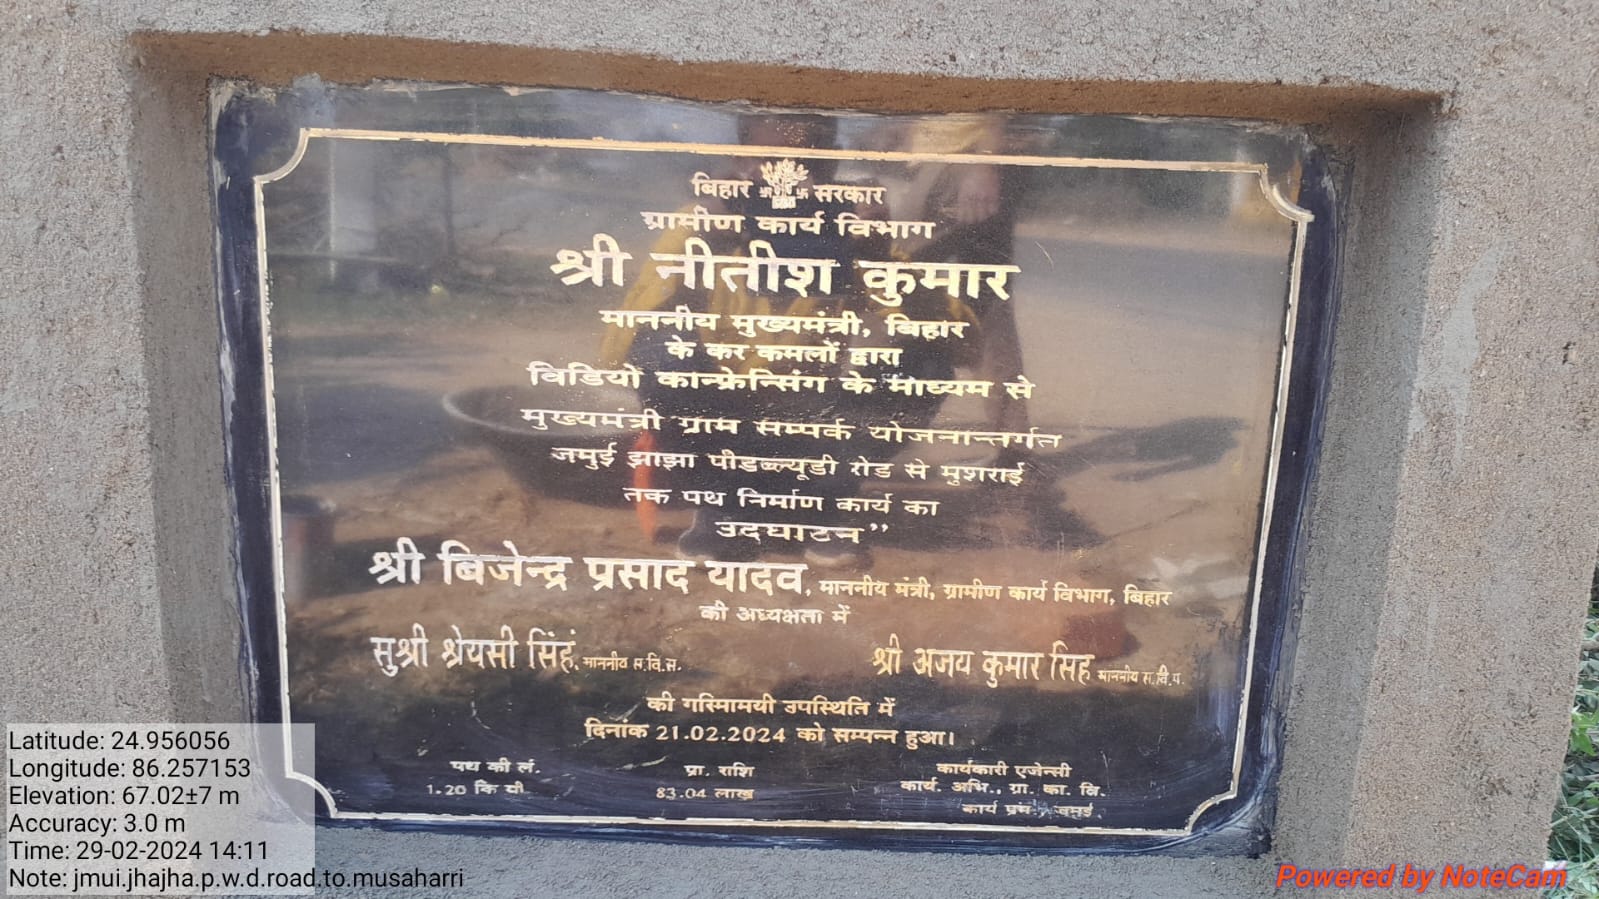 बिहार सरकार
ग्रामीण कार्य विभाग
श्री नीतीश कुमार
माननीय मुख्यमंत्री, बिहार
के कर कमलों द्वारा
विडियों कान्फ्रेन्सिंग के माध्यम से
मुख्यमंत्री ग्राम सम्पर्क योजनान्तर्गत
जमुई झाझा पीडब्ल्यूडी रोड से मुशराई
तक पथ निर्माण कार्य का
उदघाटन”
श्री बिजेन्द्र प्रसाद यादव, माननीय मंत्री, ग्रामीण कार्य विभाग, बिहार
की अध्यक्षता में
सुश्री श्रेयसी सिंहं, माननीय स.वि.स.
श्री अजय कुमार सिंह माननीय स.वि.प.
की गरिमामयी उपस्थिति में
दिनांक 21.02.2024 को सम्पन्न हुआ।
पथ की लं. प्रा. राशि कार्यकारी एजेन्सी
1.20 कि मी. 83.04 लाख कार्य. अभि., ग्रा. का. वि.
कार्य प्रम. जमुई.
Latitude: 24.956056
Longitude: 86.257153
Elevation: 67.02±7 m
Accuracy: 3.0 m
Time: 29-02-2024 14:11
Note: jmui.jhajha.p.w.d.road.to.musaharri
Powered by NoteCam